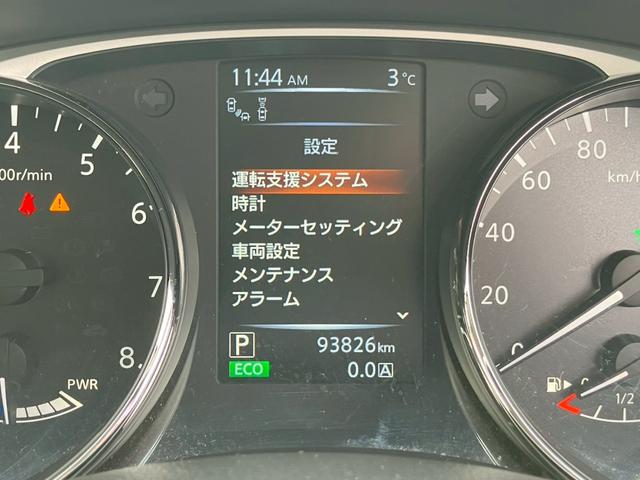 11:44 AM 3°C
設定
運転支援システム
時計
メーターセッティング
車両設定
メンテナンス
アラーム
P 93826km
ECO 0.0 A
4
5
6
7
8
00r/min
PWR
80
60
40
20
0
km/h
1/2